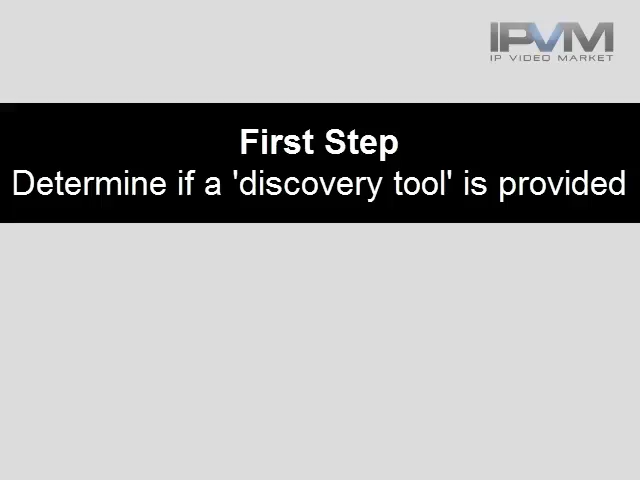 IPVM
IP VIDEO MARKET
First Step
Determine if a 'discovery tool' is provided